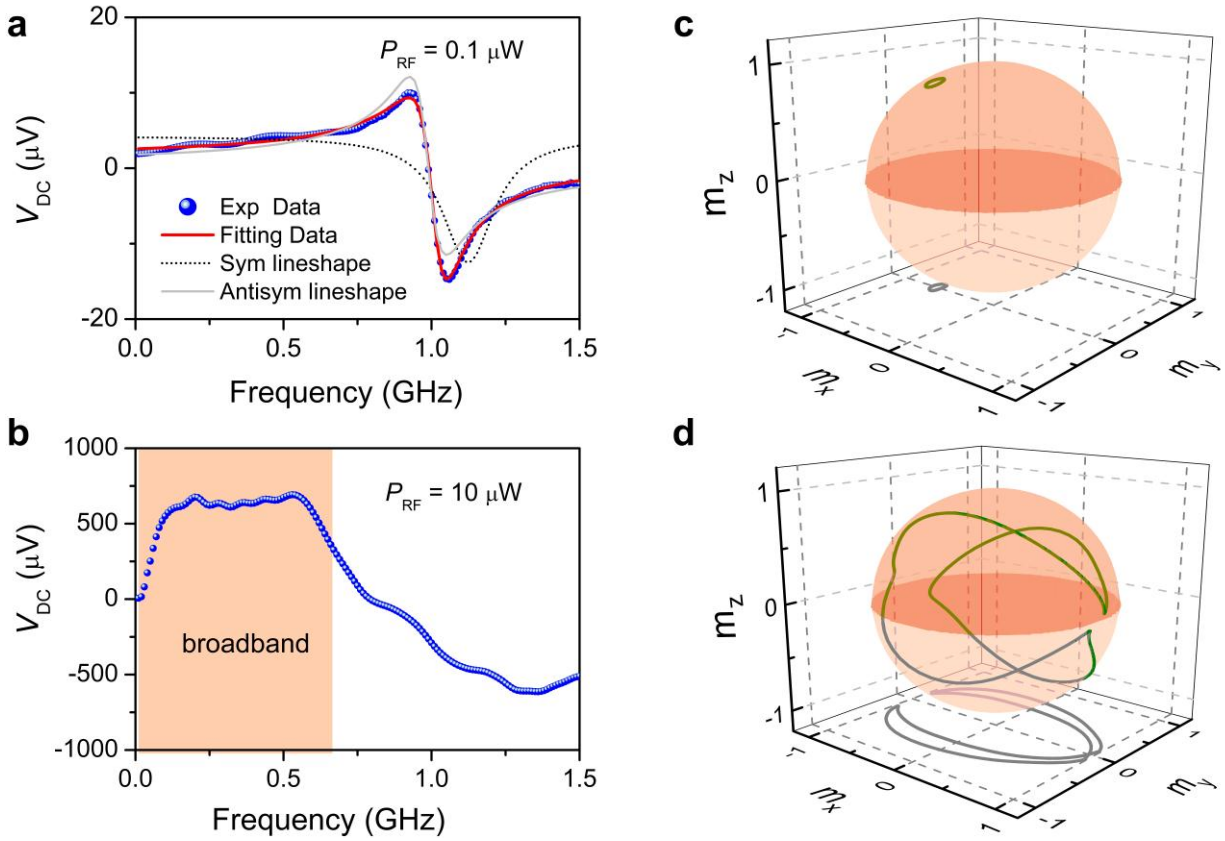 a
20
0
-20
V_DC (μV)
P_RF = 0.1 μW
Exp Data
Fitting Data
Sym lineshape
Antisym lineshape
0.0 0.5 1.0 1.5
Frequency (GHz)
b
1000
500
0
-500
-1000
V_DC (μV)
P_RF = 10 μW
broadband
0.0 0.5 1.0 1.5
Frequency (GHz)
c
1
0
-1
m_z
-1 0 1
m_x
-1 0 1
m_y
d
1
0
-1
m_z
-1 0 1
m_x
-1 0 1
m_y